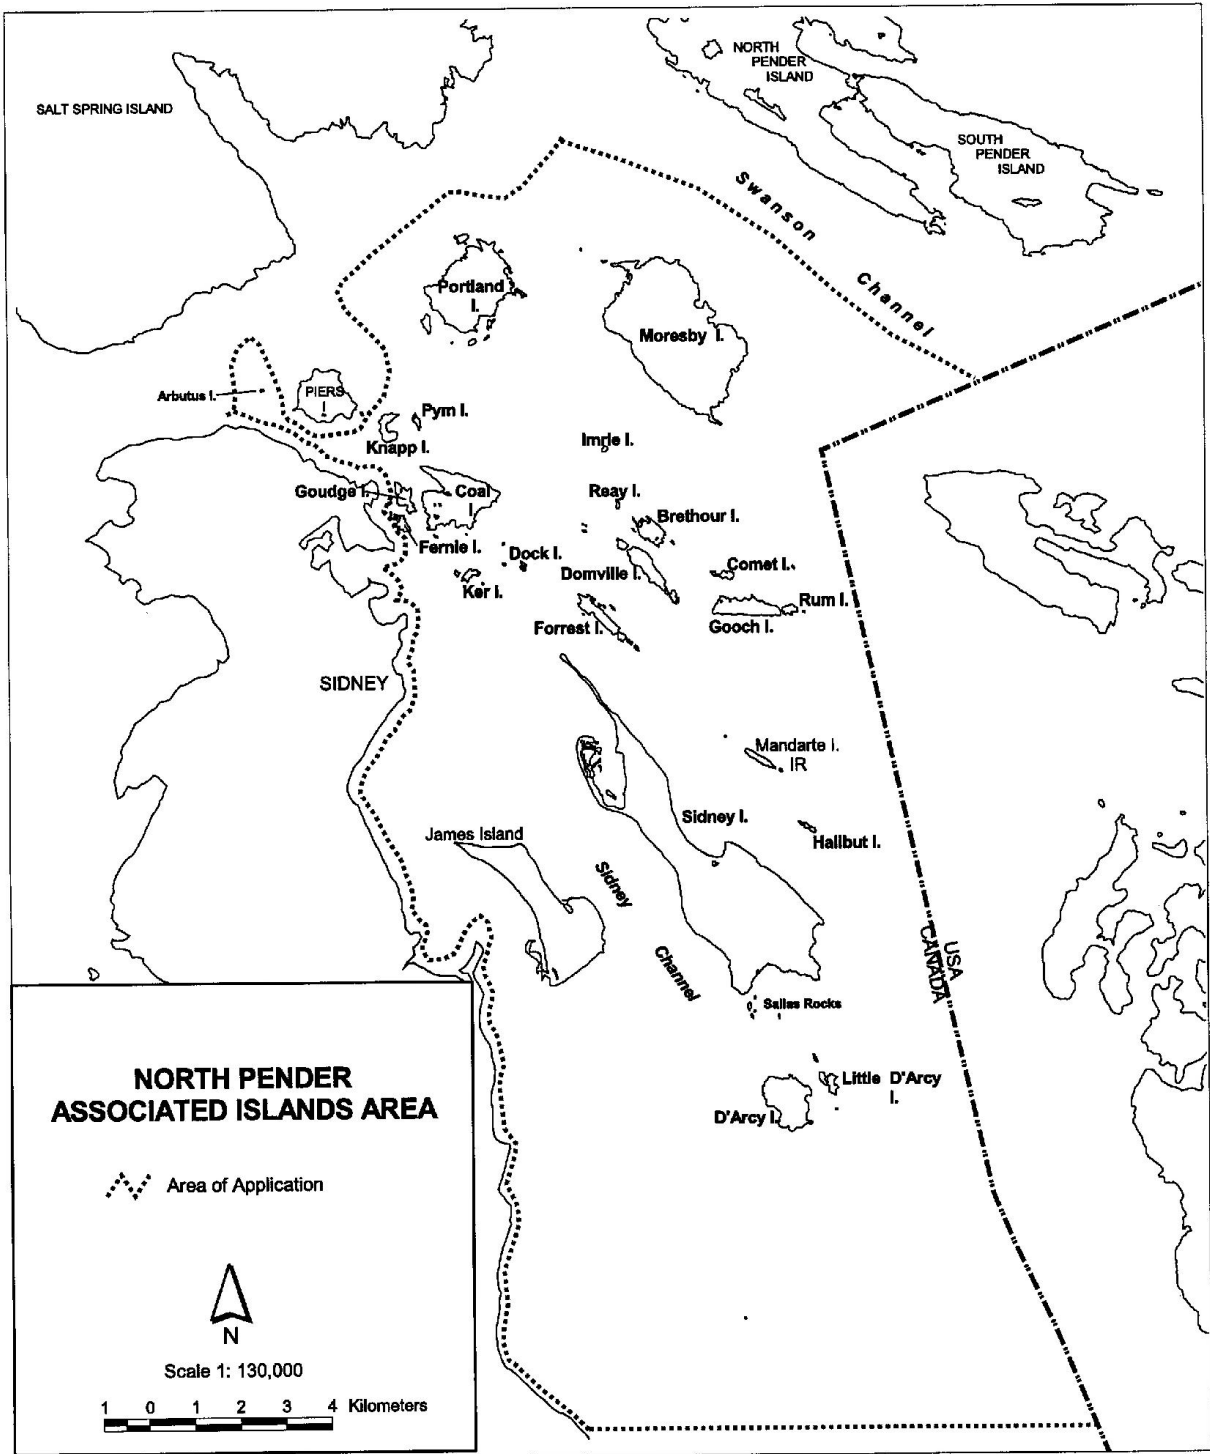 NORTH
PENDER
ISLAND
SALT SPRING ISLAND
SOUTH
PENDER
ISLAND
Swanson
Channel
Portland
I.
Moresby I.
Arbutus I.
PIERS
I
Pym I.
Knapp I.
Imrie I.
Goudge I.
Coal
I.
Reay I.
Brethour I.
Fernie I.
Dock I.
Domville I.
Comet I.
Ker I.
Rum I.
Forrest I.
Gooch I.
SIDNEY
Mandarte I.
IR
Sidney I.
James Island
Halibut I.
Sidney
Channel
USA
CANADA
Sallas Rocks
Little D'Arcy
I.
D'Arcy I.
NORTH PENDER
ASSOCIATED ISLANDS AREA
Area of Application
N
Scale 1: 130,000
1 0 1 2 3 4 Kilometers